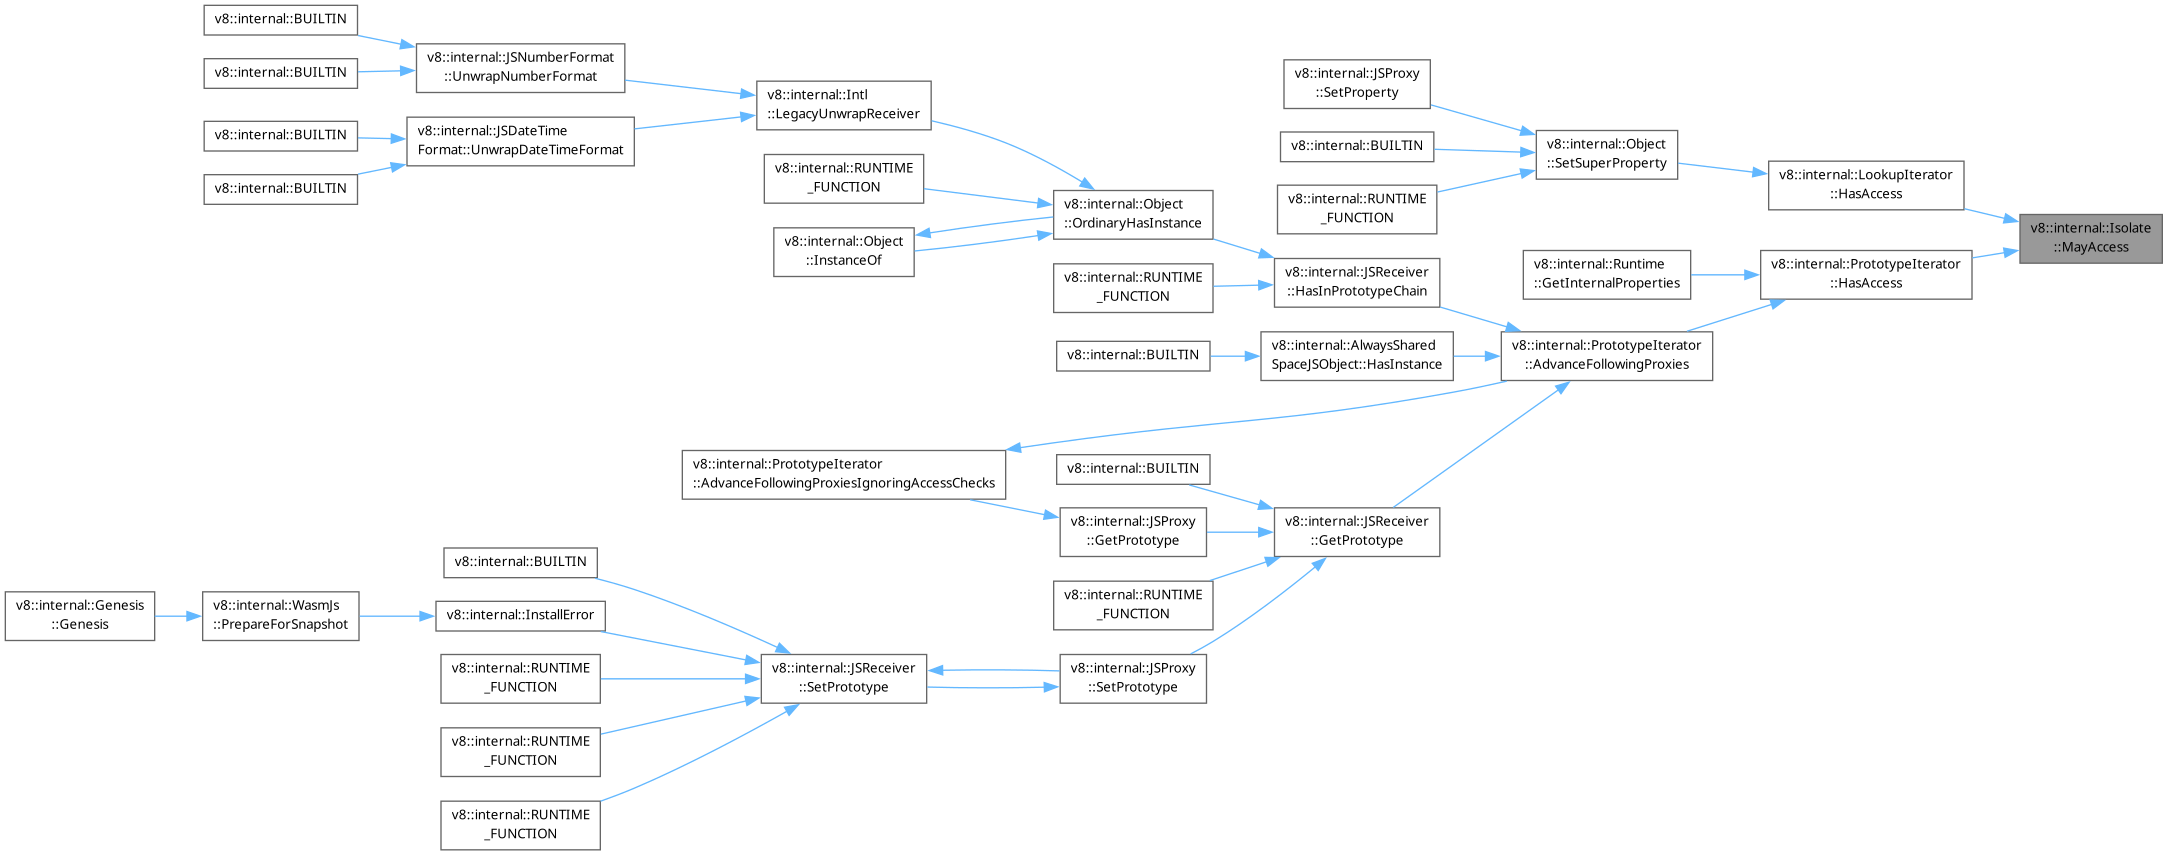 v8::internal::BUILTIN
v8::internal::JSNumberFormat
::UnwrapNumberFormat
v8::internal::BUILTIN
v8::internal::BUILTIN
v8::internal::JSDateTime
Format::UnwrapDateTimeFormat
v8::internal::BUILTIN
v8::internal::Intl
::LegacyUnwrapReceiver
v8::internal::RUNTIME
_FUNCTION
v8::internal::Object
::InstanceOf
v8::internal::Object
::OrdinaryHasInstance
v8::internal::RUNTIME
_FUNCTION
v8::internal::BUILTIN
v8::internal::JSProxy
::SetProperty
v8::internal::BUILTIN
v8::internal::RUNTIME
_FUNCTION
v8::internal::Object
::SetSuperProperty
v8::internal::LookupIterator
::HasAccess
v8::internal::Isolate
::MayAccess
v8::internal::Runtime
::GetInternalProperties
v8::internal::PrototypeIterator
::HasAccess
v8::internal::JSReceiver
::HasInPrototypeChain
v8::internal::AlwaysShared
SpaceJSObject::HasInstance
v8::internal::PrototypeIterator
::AdvanceFollowingProxies
v8::internal::PrototypeIterator
::AdvanceFollowingProxiesIgnoringAccessChecks
v8::internal::BUILTIN
v8::internal::JSProxy
::GetPrototype
v8::internal::JSReceiver
::GetPrototype
v8::internal::RUNTIME
_FUNCTION
v8::internal::BUILTIN
v8::internal::Genesis
::Genesis
v8::internal::WasmJs
::PrepareForSnapshot
v8::internal::InstallError
v8::internal::RUNTIME
_FUNCTION
v8::internal::JSReceiver
::SetPrototype
v8::internal::JSProxy
::SetPrototype
v8::internal::RUNTIME
_FUNCTION
v8::internal::RUNTIME
_FUNCTION